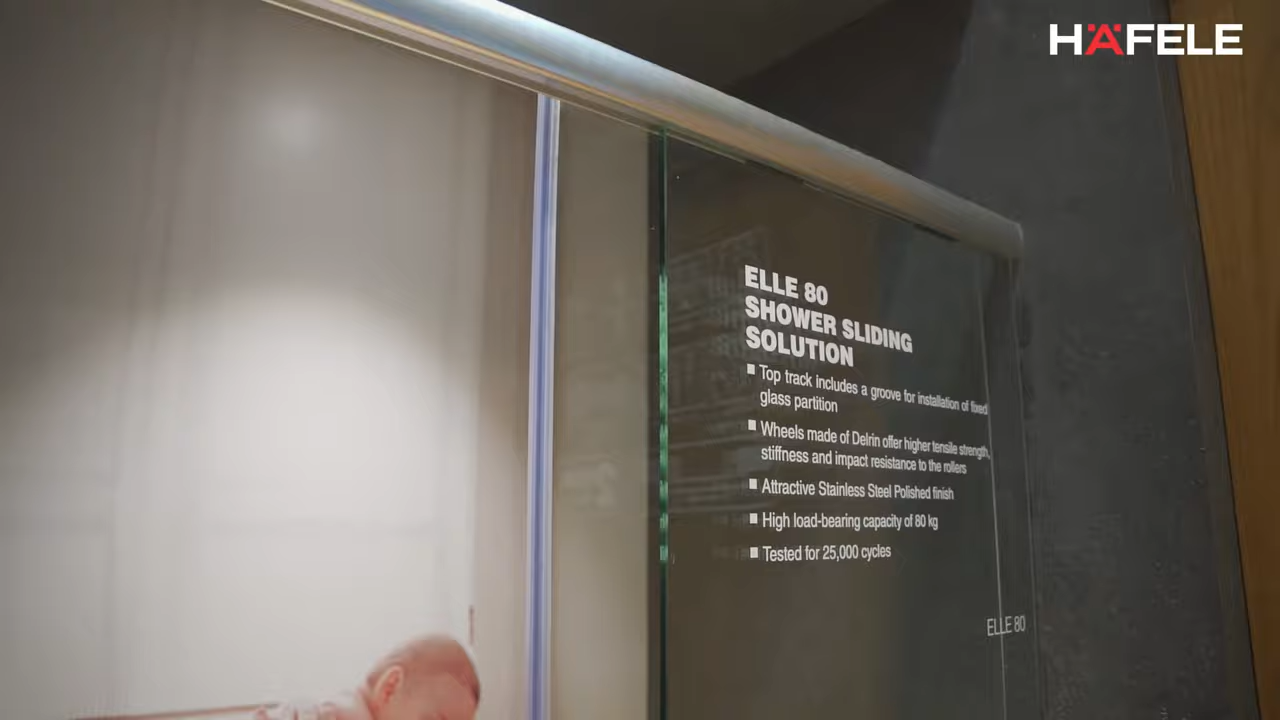 HÄFELE
ELLE 80
SHOWER SLIDING
SOLUTION
Top track includes a groove for installation of fixed
glass partition
Wheels made of Delrin offer higher tensile strength,
stiffness and impact resistance to the rollers
Attractive Stainless Steel Polished finish
High load-bearing capacity of 80 kg
Tested for 25,000 cycles
ELLE 80